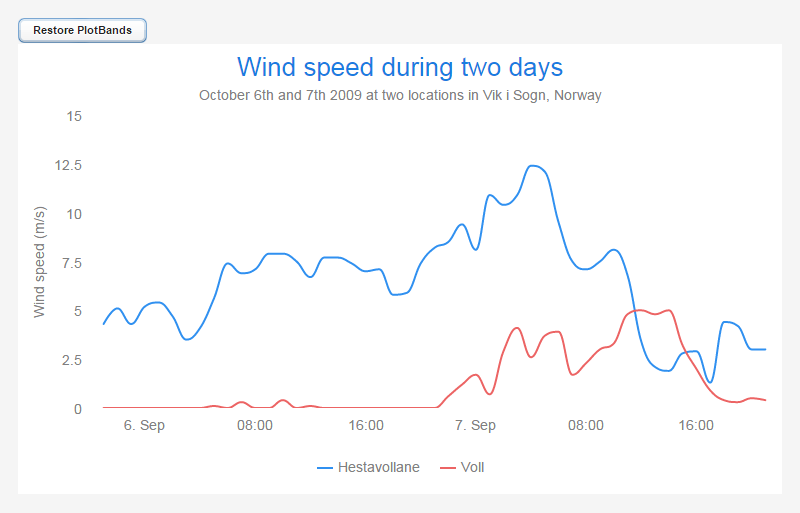 Restore PlotBands
Wind speed during two days
October 6th and 7th 2009 at two locations in Vik i Sogn, Norway
Wind speed (m/s)
15
12.5
10
7.5
5
2.5
0
6. Sep 08:00 16:00 7. Sep 08:00 16:00
Hestavollane Voll